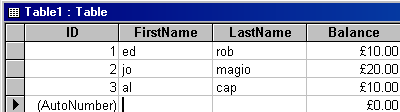 Table1 : Table
ID FirstName LastName Balance
1 ed rob £10.00
2 jo magio £20.00
3 al cap £10.00
(AutoNumber) £0.00